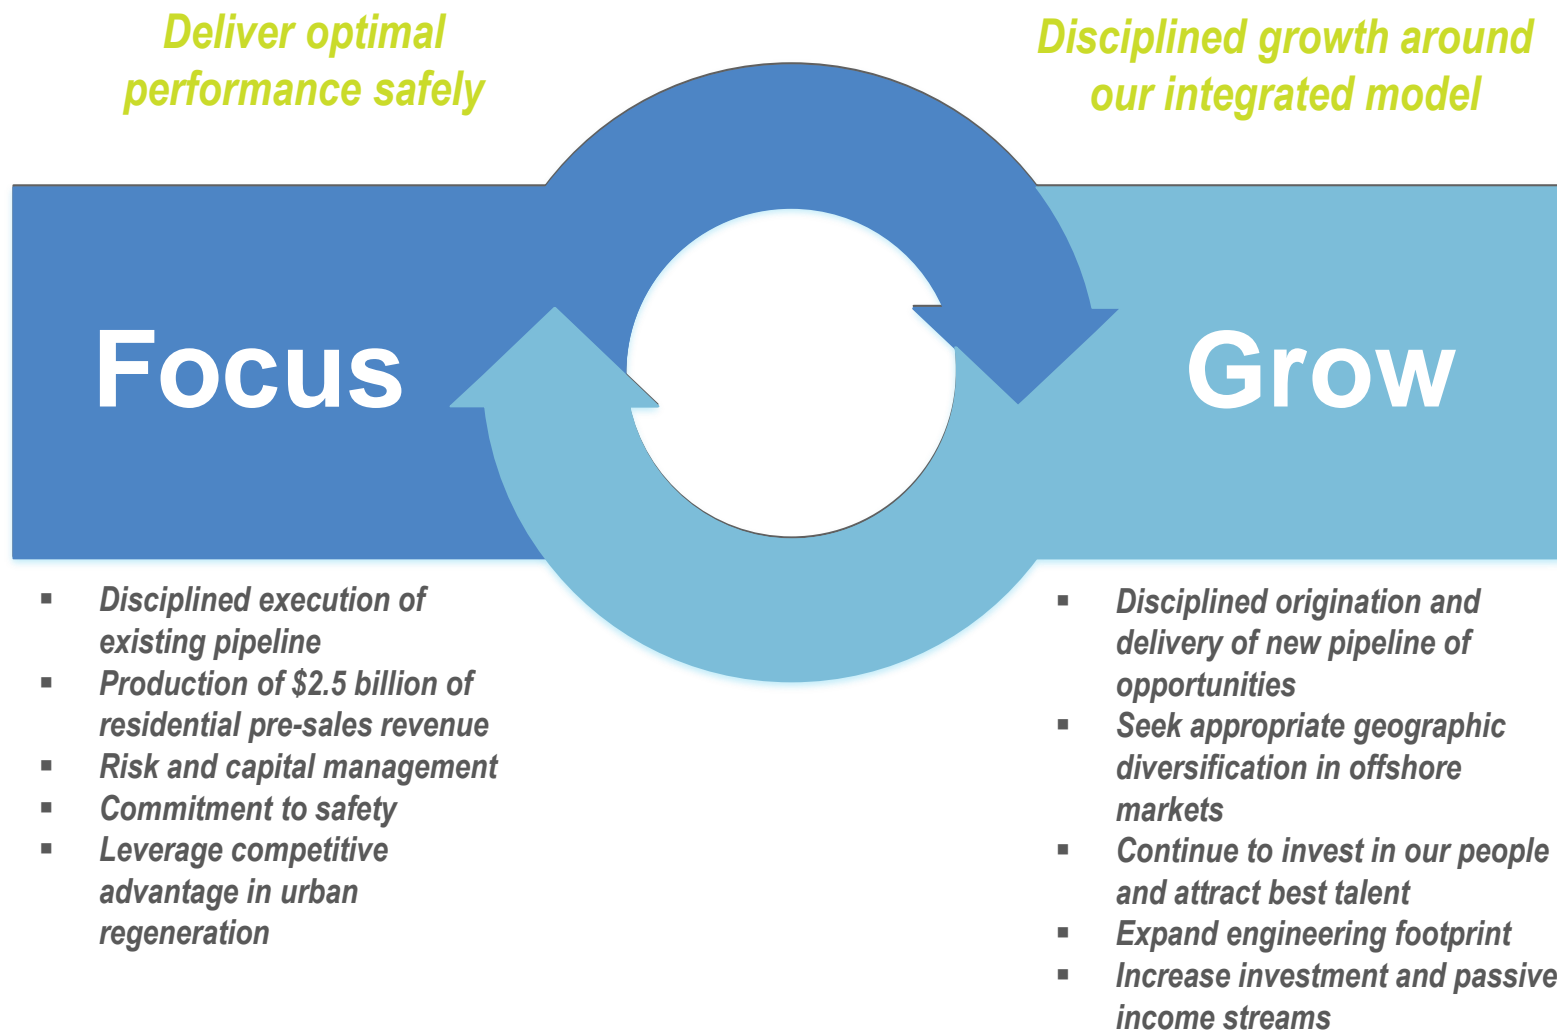 Deliver optimal
performance safely
Disciplined growth around
our integrated model
Focus
Grow
▪ Disciplined execution of
existing pipeline
▪ Production of $2.5 billion of
residential pre-sales revenue
▪ Risk and capital management
▪ Commitment to safety
▪ Leverage competitive
advantage in urban
regeneration
▪ Disciplined origination and
delivery of new pipeline of
opportunities
▪ Seek appropriate geographic
diversification in offshore
markets
▪ Continue to invest in our people
and attract best talent
▪ Expand engineering footprint
▪ Increase investment and passive
income streams